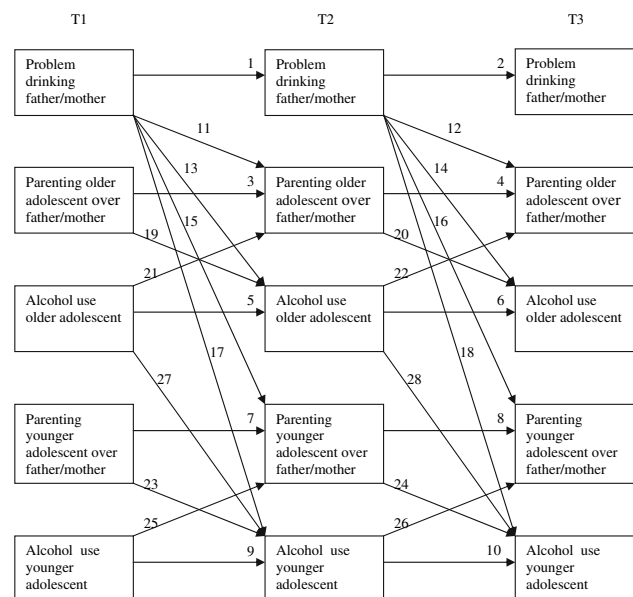 T1 T2 T3
Problem
drinking
father/mother
1
Problem
drinking
father/mother
2
Problem
drinking
father/mother
11
12
13
14
Parenting older
adolescent over
father/mother
3
Parenting older
adolescent over
father/mother
4
Parenting older
adolescent over
father/mother
15
16
19
20
21
22
Alcohol use
older adolescent
5
Alcohol use
older adolescent
6
Alcohol use
older adolescent
17
18
27
28
Parenting
younger
adolescent over
father/mother
7
Parenting
younger
adolescent over
father/mother
8
Parenting
younger
adolescent over
father/mother
23
24
25
26
Alcohol use
younger
adolescent
9
Alcohol use
younger
adolescent
10
Alcohol use
younger
adolescent